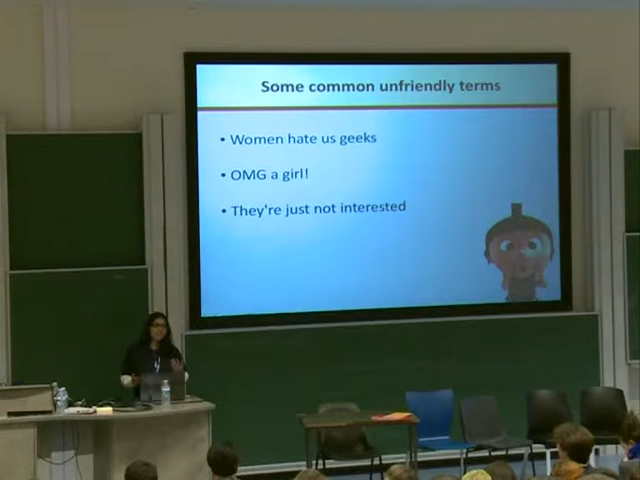 Some common unfriendly terms
• Women hate us geeks
• OMG a girl!
• They're just not interested